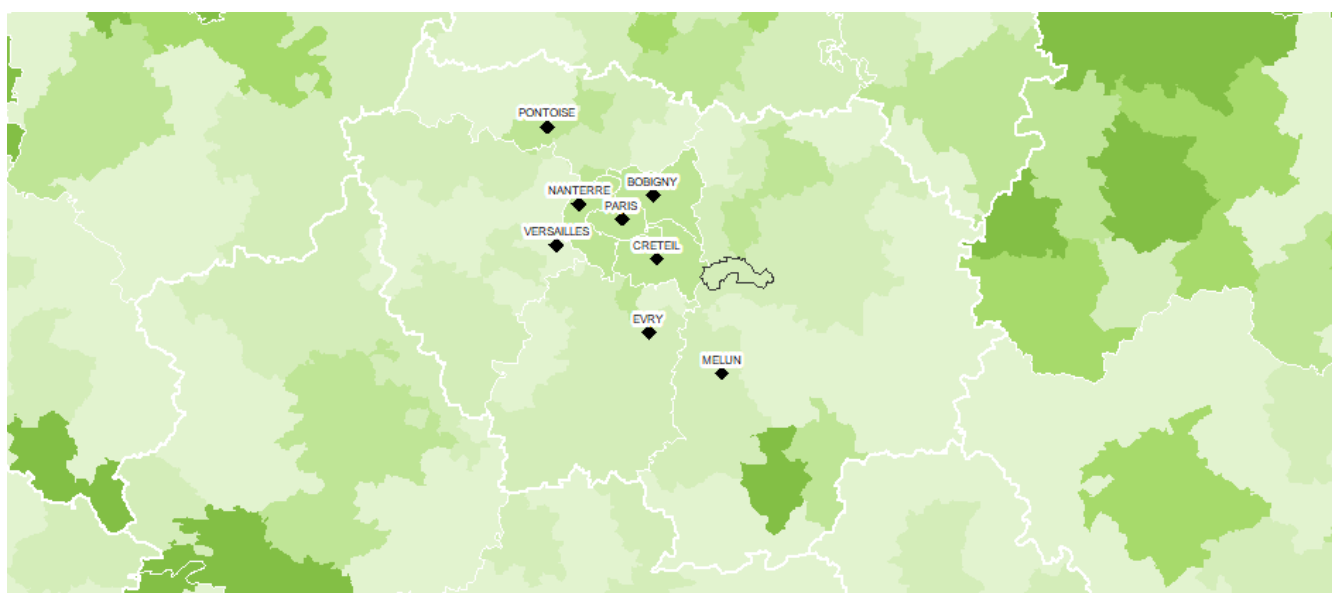 PONTOISE
BOBIGNY
NANTERRE
PARIS
VERSAILLES
CRETEIL
EVRY
MELUN